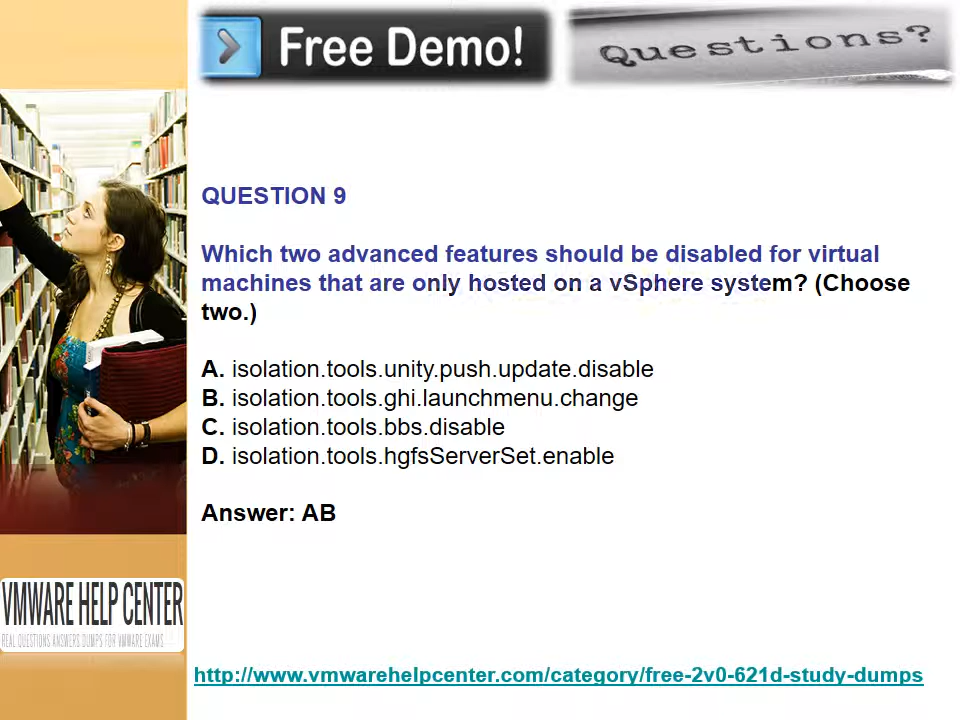 Free Demo!
Questions?
QUESTION 9
Which two advanced features should be disabled for virtual
machines that are only hosted on a vSphere system? (Choose
two.)
A. isolation.tools.unity.push.update.disable
B. isolation.tools.ghi.launchmenu.change
C. isolation.tools.bbs.disable
D. isolation.tools.hgfsServerSet.enable
Answer: AB
VMWARE HELP CENTER
REAL QUESTIONS ANSWERS DUMPS FOR VMWARE EXAMS
http://www.vmwarehelpcenter.com/category/free-2v0-621d-study-dumps